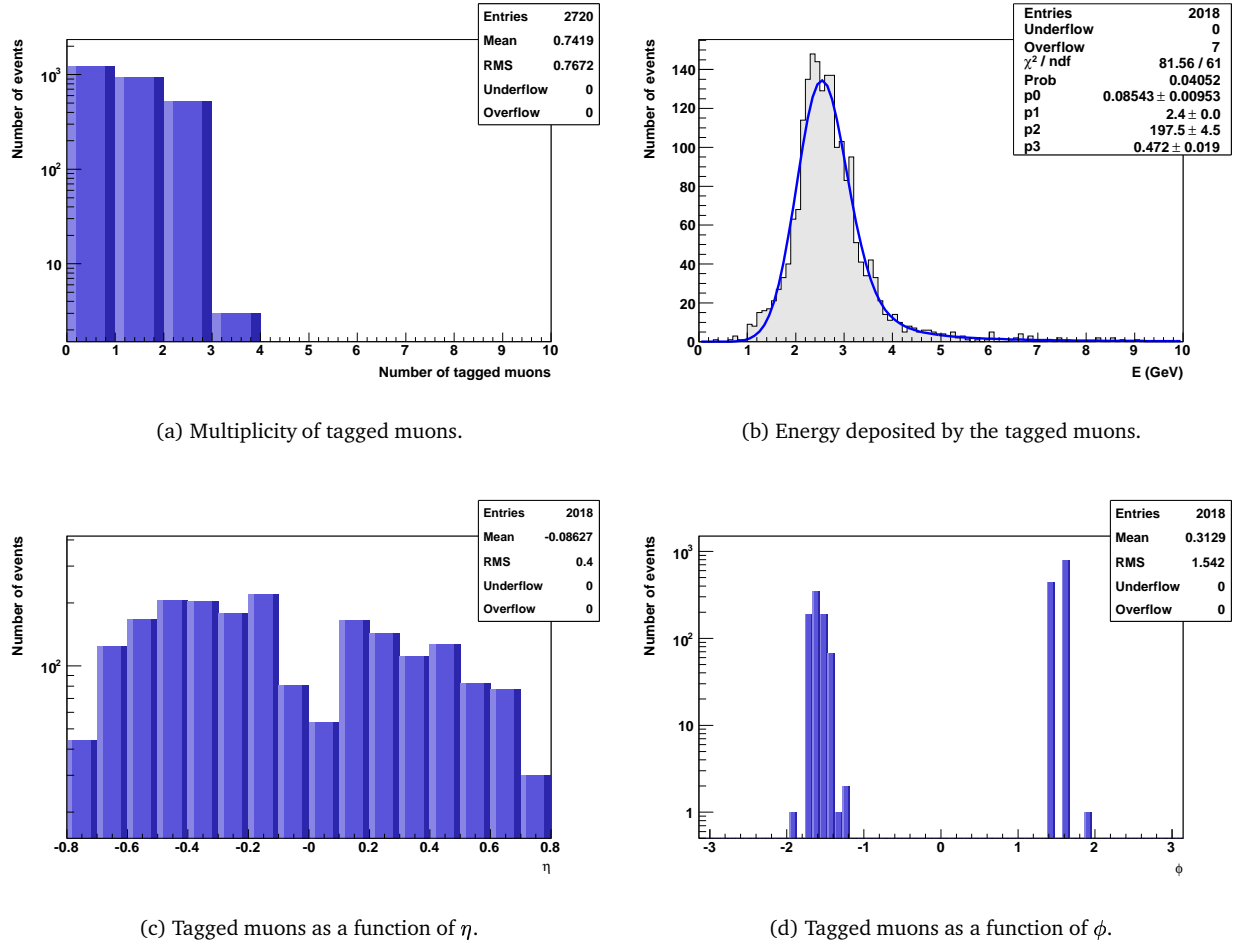 Number of events
10³
10²
10
0 1 2 3 4 5 6 7 8 9 10
Number of tagged muons
Entries 2720
Mean 0.7419
RMS 0.7672
Underflow 0
Overflow 0
(a) Multiplicity of tagged muons.
Number of events
140
120
100
80
60
40
20
0
0 1 2 3 4 5 6 7 8 9 10
E (GeV)
Entries 2018
Underflow 0
Overflow 7
χ² / ndf 81.56 / 61
Prob 0.04052
p0 0.08543 ± 0.00953
p1 2.4 ± 0.0
p2 197.5 ± 4.5
p3 0.472 ± 0.019
(b) Energy deposited by the tagged muons.
Number of events
10²
-0.8 -0.6 -0.4 -0.2 -0 0.2 0.4 0.6 0.8
η
Entries 2018
Mean -0.08627
RMS 0.4
Underflow 0
Overflow 0
(c) Tagged muons as a function of η.
Number of events
10³
10²
10
1
-3 -2 -1 0 1 2 3
ϕ
Entries 2018
Mean 0.3129
RMS 1.542
Underflow 0
Overflow 0
(d) Tagged muons as a function of ϕ.